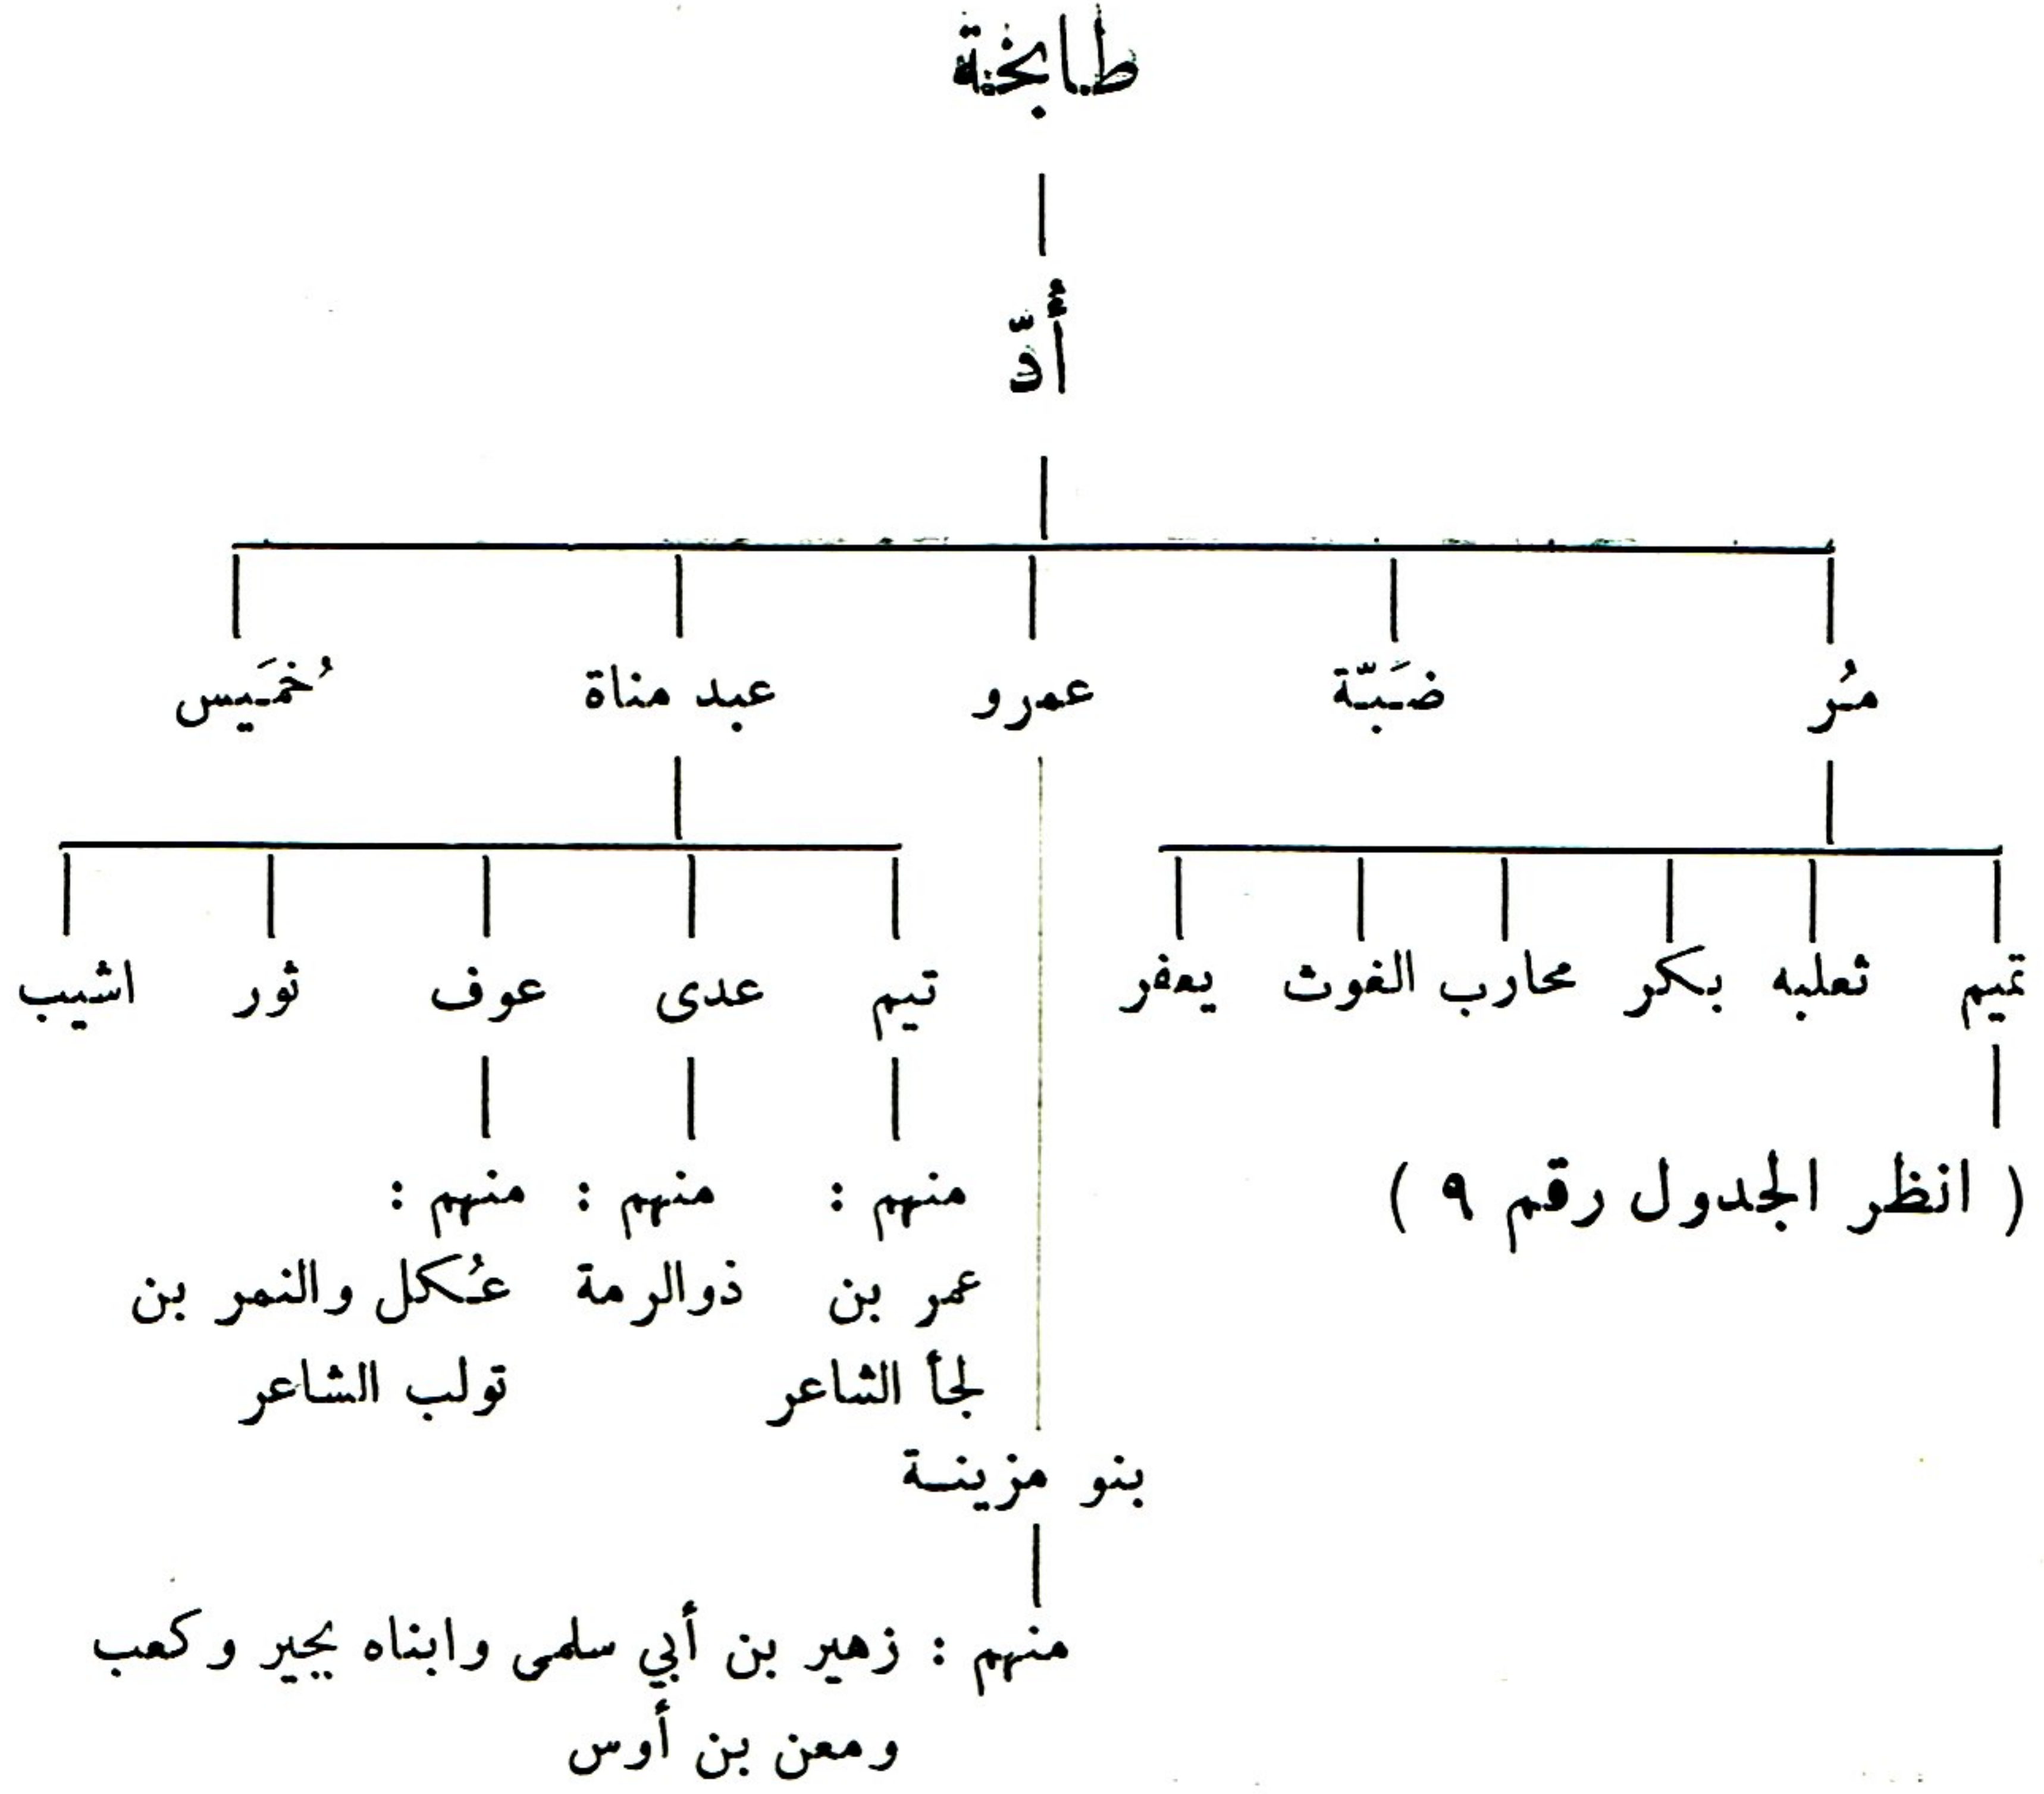 طابخة
أُدّ
مُر ضَبّة عمرو عبد مناة خُمَيس
تميم ثعلبه بكر محارب الغوث يعفر تيم عدى عوف ثور اشيب
( انظر الجدول رقم ٩ ) منهم : منهم : منهم :
عمر بن ذوالرمة عُكل والنمر بن
لجأ الشاعر تولب الشاعر
بنو مزينة
منهم : زهير بن أبي سلمى وابناه يجير وكعب
ومعن بن أوس